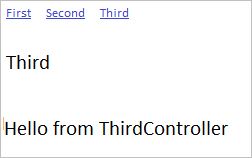 First Second Third
Third
Hello from ThirdController